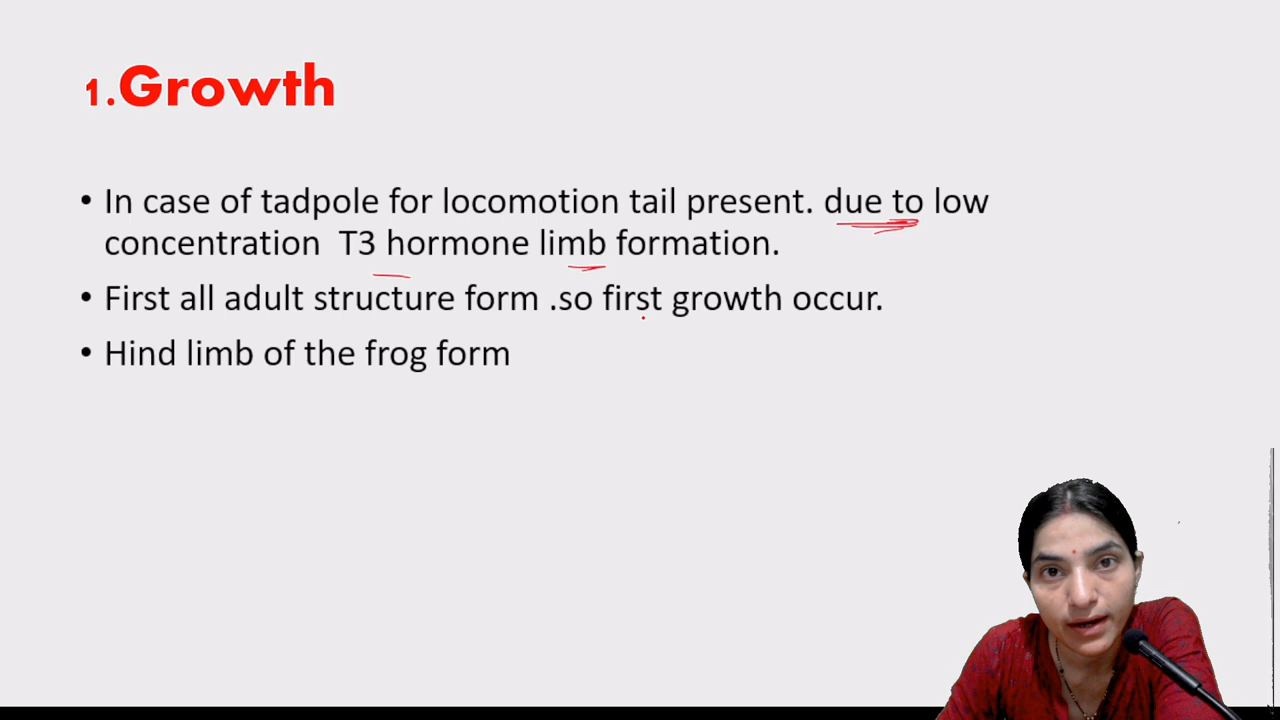 1.Growth
• In case of tadpole for locomotion tail present. due to low
concentration T3 hormone limb formation.
• First all adult structure form .so first growth occur.
• Hind limb of the frog form